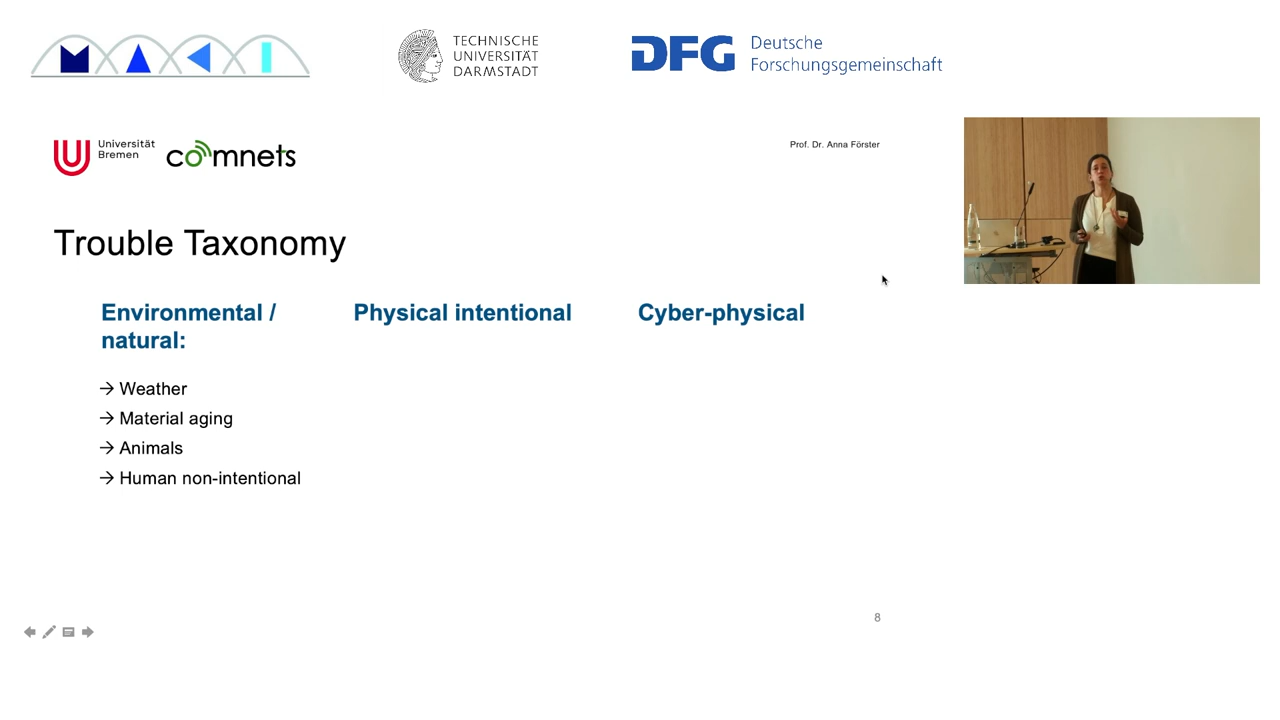 MAKI
TECHNISCHE
UNIVERSITÄT
DARMSTADT
DFG
Deutsche
Forschungsgemeinschaft
Universität
Bremen
comnets
Prof. Dr. Anna Förster
Trouble Taxonomy
Environmental /
natural:
Physical intentional
Cyber-physical
→ Weather
→ Material aging
→ Animals
→ Human non-intentional
8